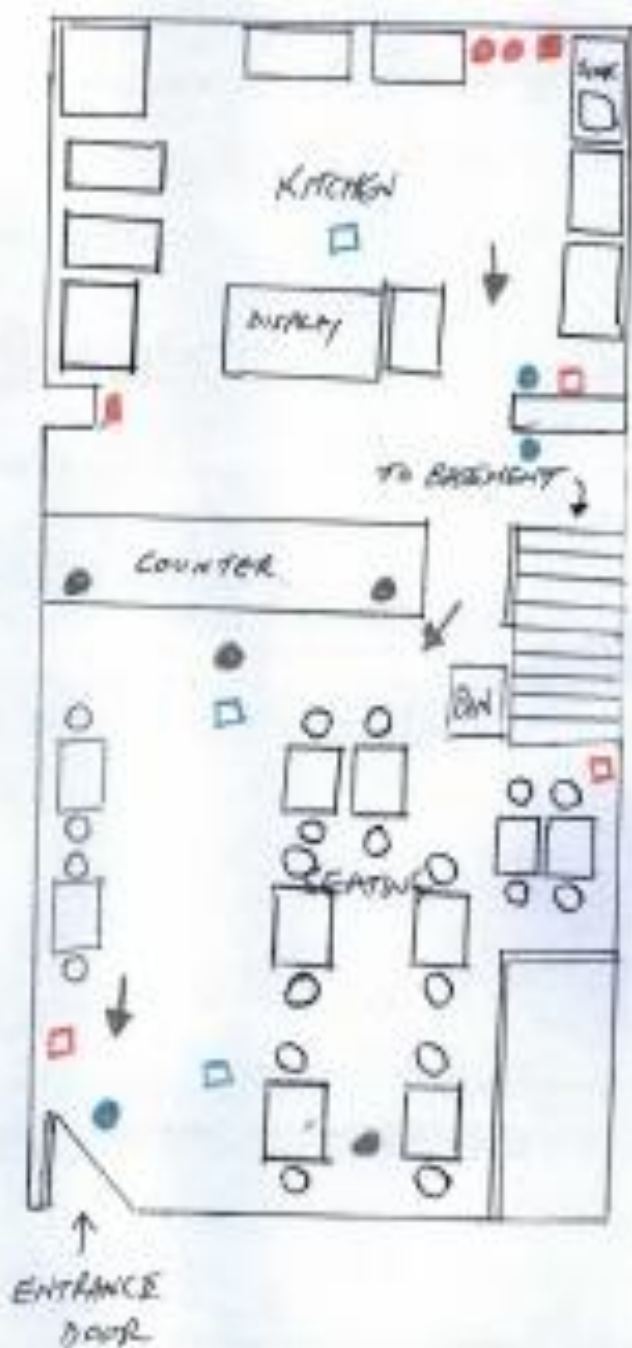 SINK
KITCHEN
DISPLAY
TO BASEMENT
COUNTER
BIN
SEATING
ENTRANCE
DOOR